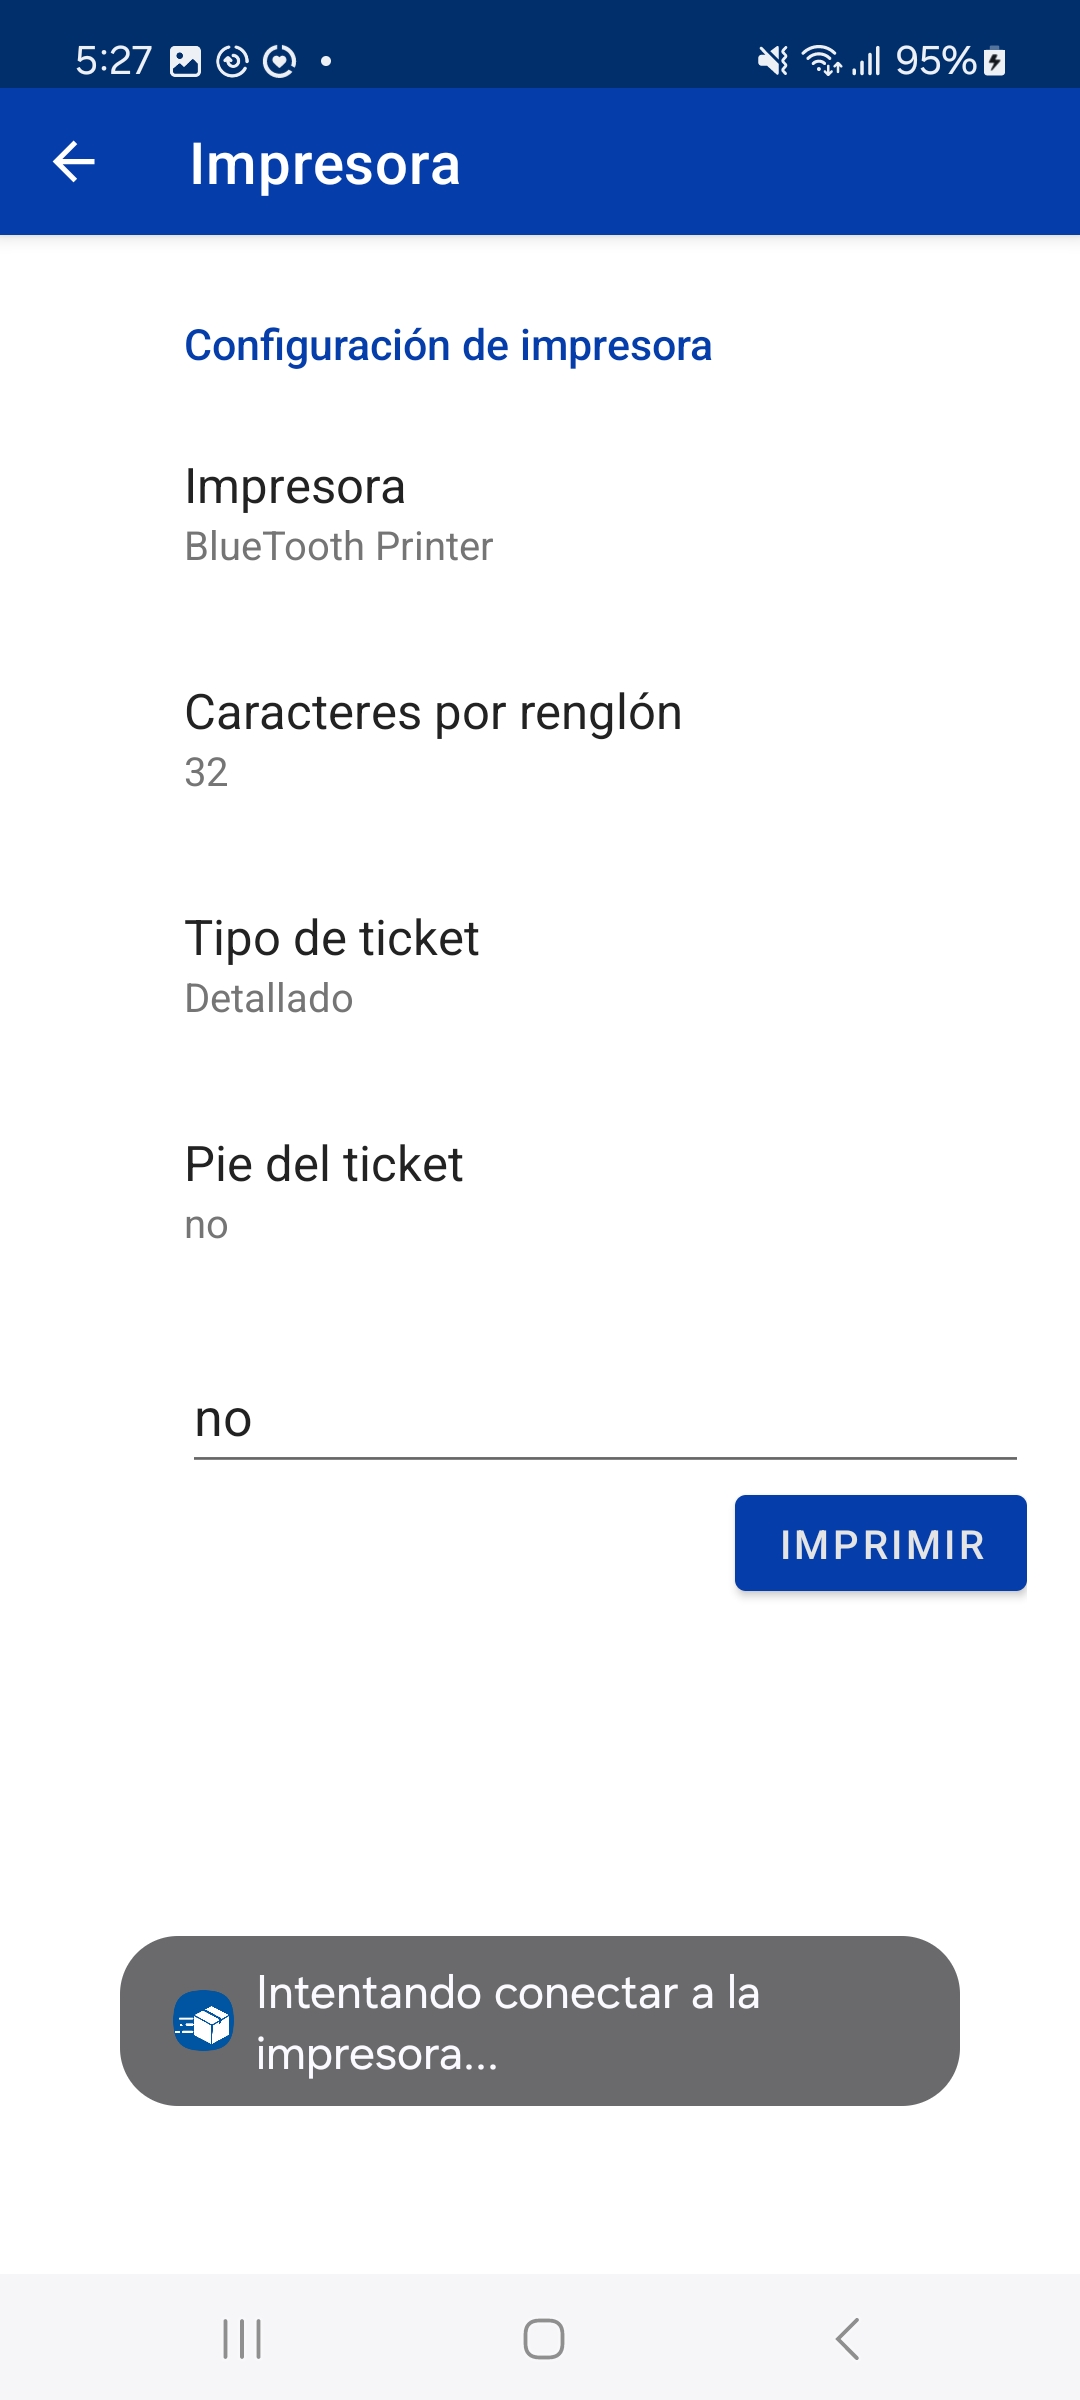 5:27
95%
Impresora
Configuración de impresora
Impresora
BlueTooth Printer
Caracteres por renglón
32
Tipo de ticket
Detallado
Pie del ticket
no
no
IMPRIMIR
Intentando conectar a la
impresora...